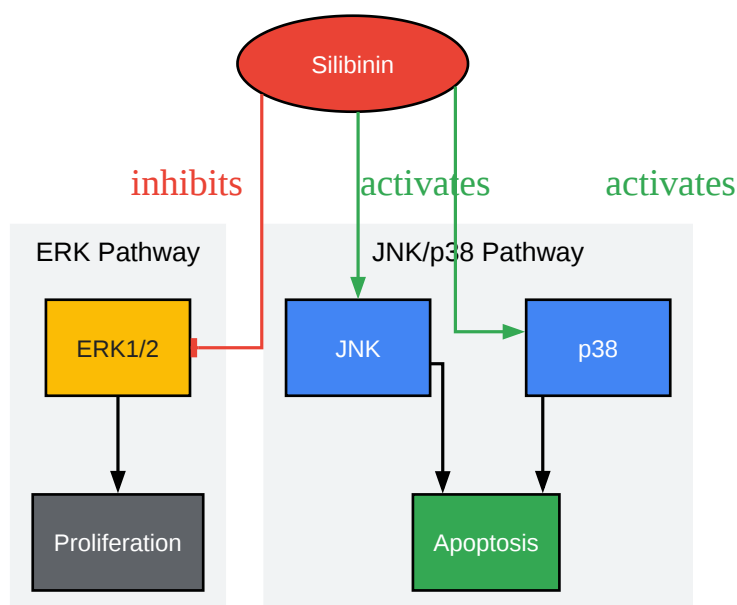 Silibinin
inhibits
activates
activates
ERK Pathway
JNK/p38 Pathway
ERK1/2
JNK
p38
Proliferation
Apoptosis